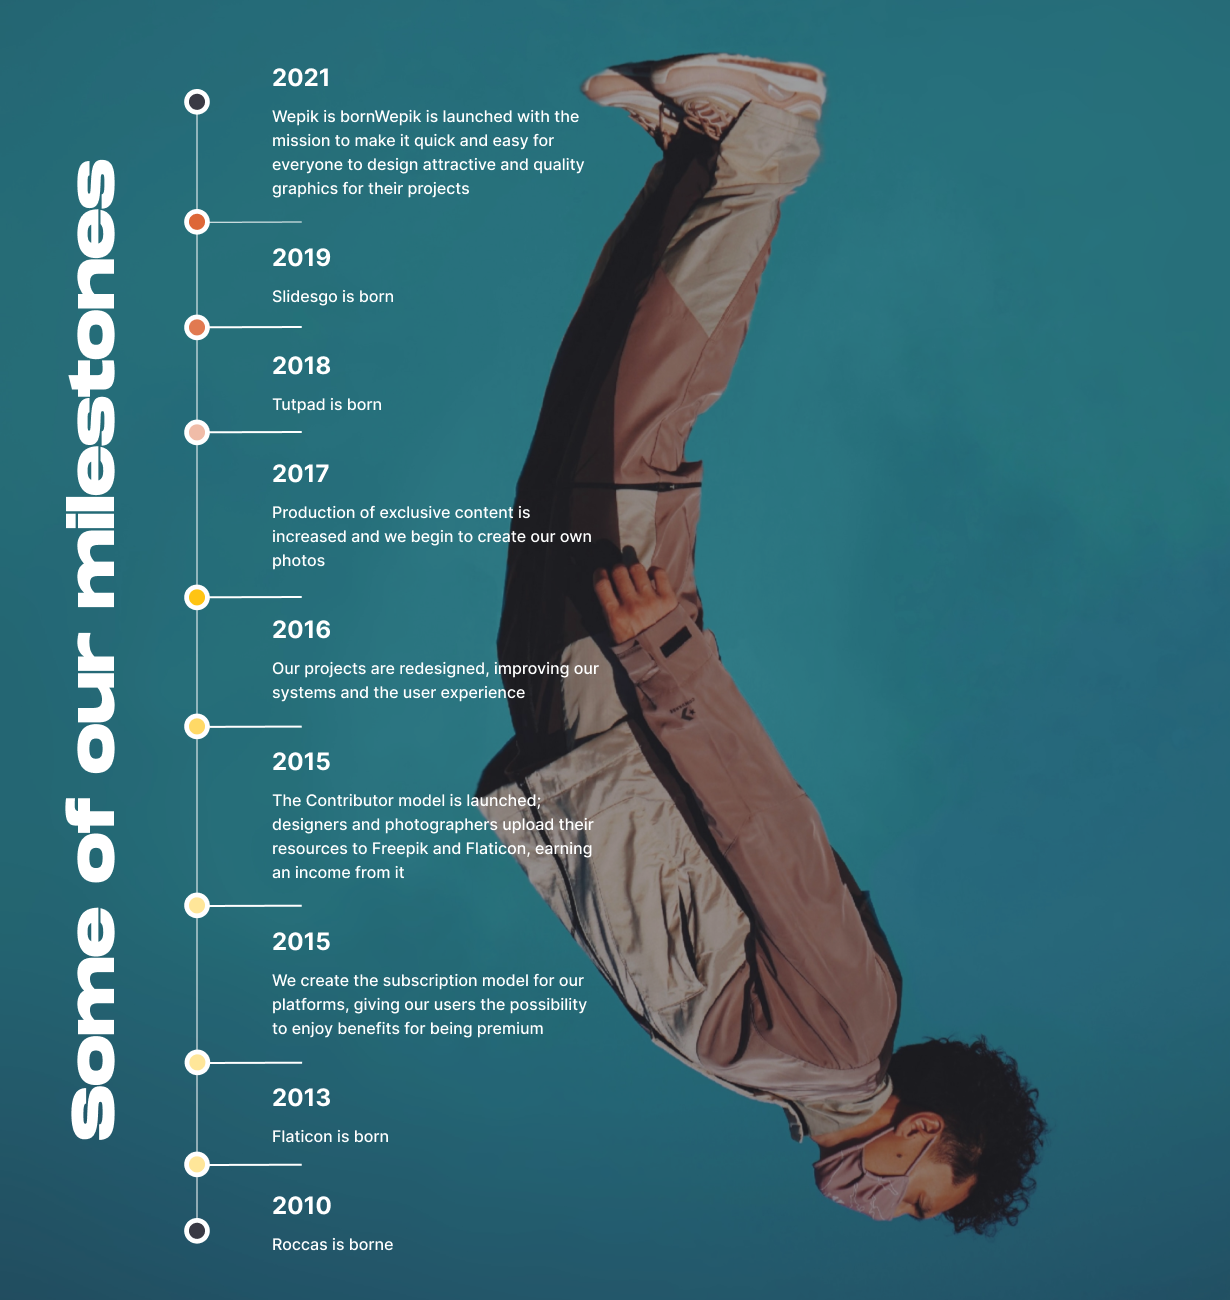 Some of our milestones
2021
Wepik is bornWepik is launched with the
mission to make it quick and easy for
everyone to design attractive and quality
graphics for their projects
2019
Slidesgo is born
2018
Tutpad is born
2017
Production of exclusive content is
increased and we begin to create our own
photos
2016
Our projects are redesigned, improving our
systems and the user experience
2015
The Contributor model is launched;
designers and photographers upload their
resources to Freepik and Flaticon, earning
an income from it
2015
We create the subscription model for our
platforms, giving our users the possibility
to enjoy benefits for being premium
2013
Flaticon is born
2010
Roccas is borne